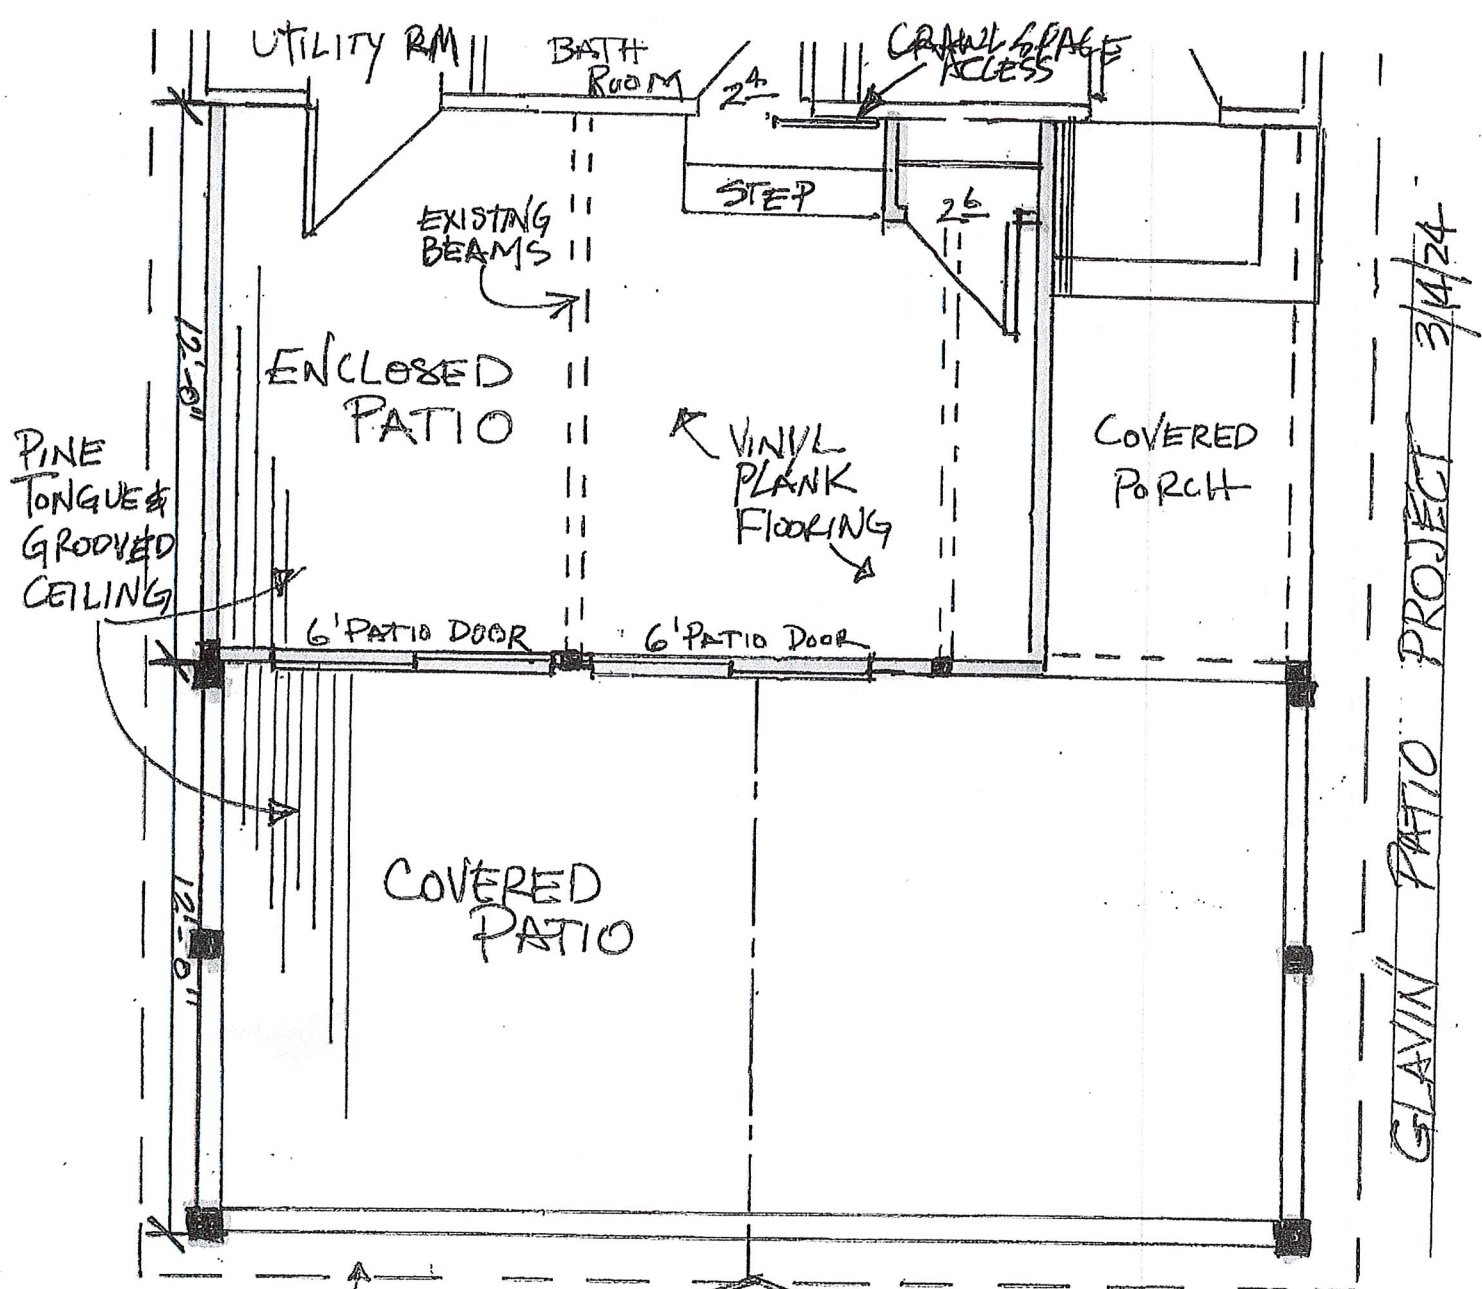 UTILITY RM
BATH
ROOM
2⁴
CRAWL SPACE
ACCESS
STEP
2⁶
EXISTING
BEAMS
12'-0"
ENCLOSED
PATIO
VINYL
PLANK
FLOORING
COVERED
PORCH
PINE
TONGUE &
GROOVED
CEILING
6' PATIO DOOR
6' PATIO DOOR
COVERED
PATIO
12'-0"
GLAVIN PATIO PROJECT 3/14/24